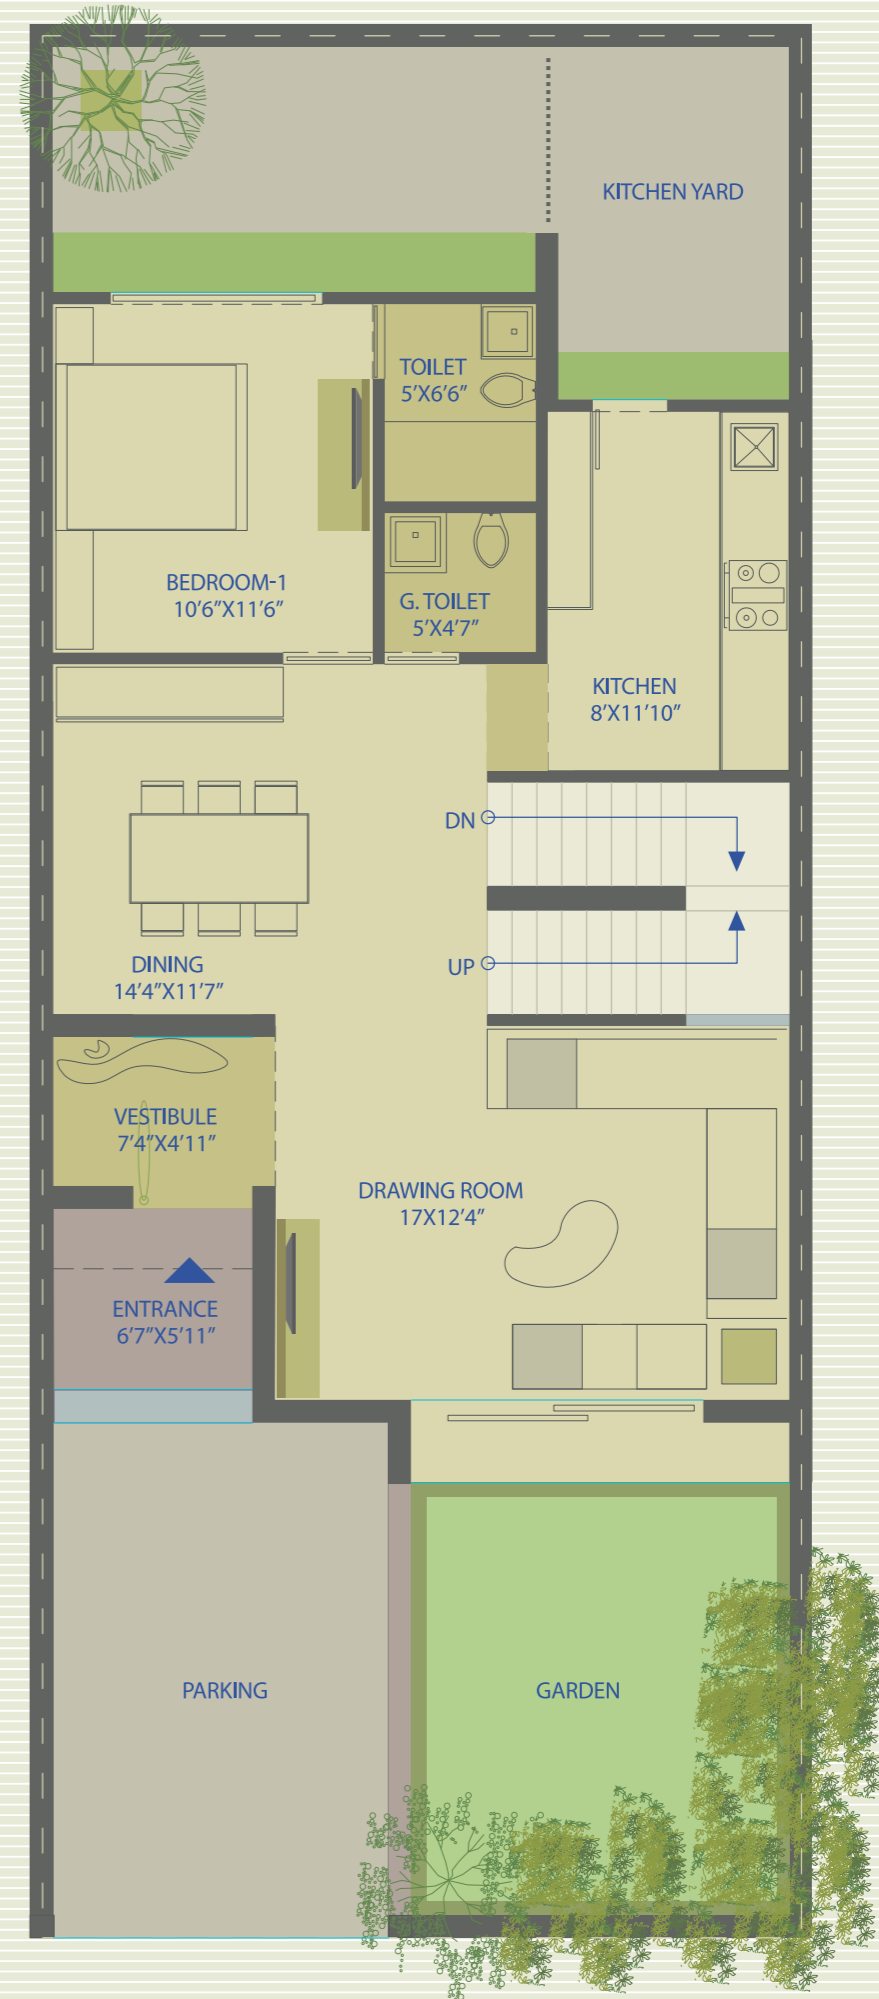 KITCHEN YARD
TOILET
5’X6’6”
BEDROOM-1
10’6”X11’6”
G. TOILET
5’X4’7”
KITCHEN
8’X11’10”
DN
UP
DINING
14’4”X11’7”
VESTIBULE
7’4”X4’11”
DRAWING ROOM
17X12’4”
ENTRANCE
6’7”X5’11”
PARKING
GARDEN